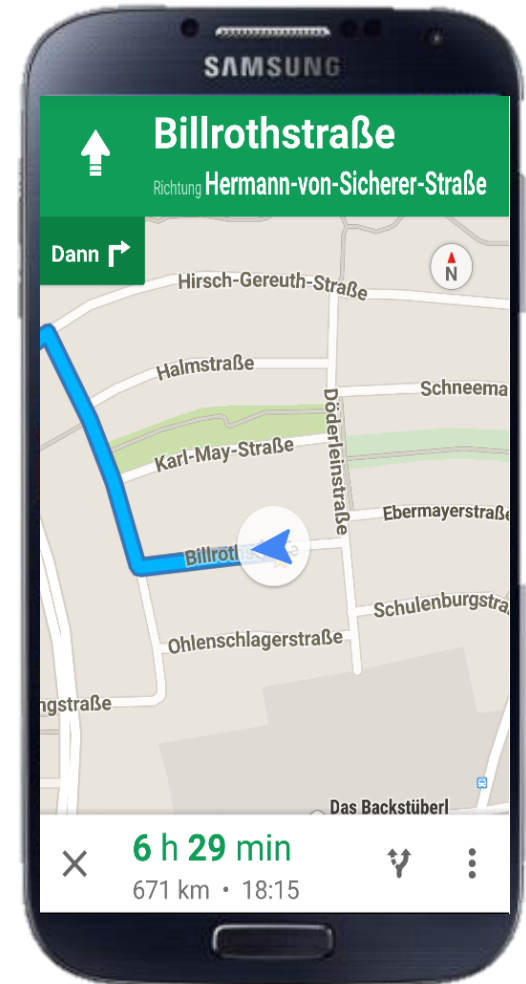 SAMSUNG
Billrothstraße
Richtung Hermann-von-Sicherer-Straße
Dann
N
Hirsch-Gereuth-Straße
Halmstraße
Schneema
Döderleinstraße
Karl-May-Straße
Ebermayerstraße
Billroth
Schulenburgstra
Ohlenschlagerstraße
ngstraße
Das Backstüberl
6 h 29 min
671 km • 18:15